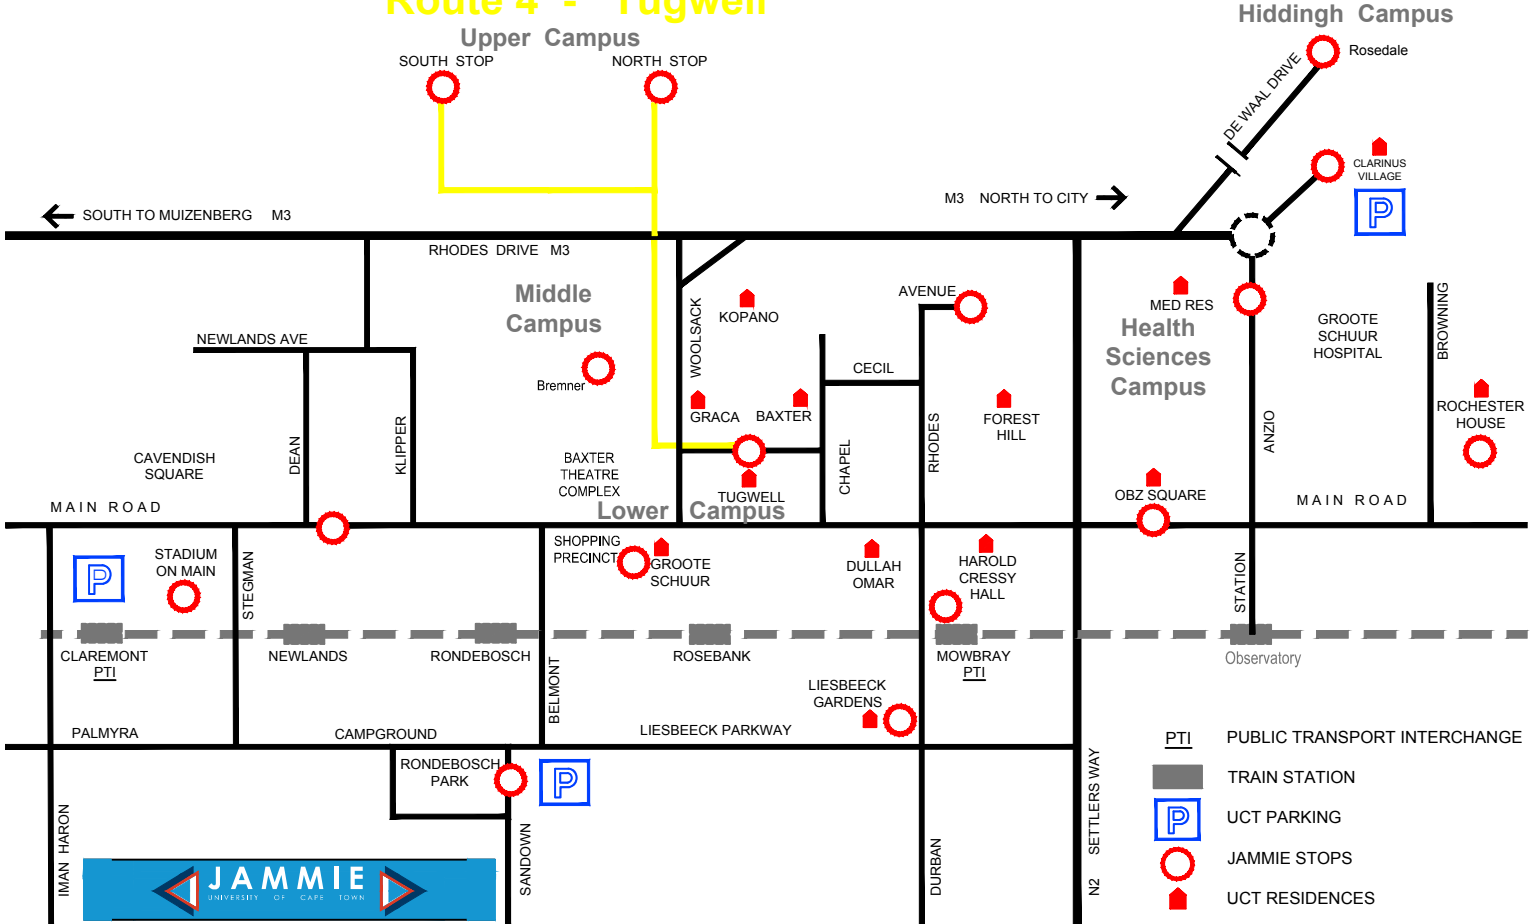 Route 4 - Tugwell
Hiddingh Campus
Upper Campus
Rosedale
SOUTH STOP
NORTH STOP
DE WAAL DRIVE
CLARINUS
VILLAGE
P
M3 NORTH TO CITY
SOUTH TO MUIZENBERG M3
RHODES DRIVE M3
Middle
Campus
KOPANO
WOOLSACK
AVENUE
MED RES
Health
Sciences
Campus
GROOTE
SCHUUR
HOSPITAL
BROWNING
NEWLANDS AVE
Bremner
CECIL
GRACA
BAXTER
FOREST
HILL
ROCHESTER
HOUSE
DEAN
KLIPPER
CHAPEL
RHODES
ANZIO
CAVENDISH
SQUARE
BAXTER
THEATRE
COMPLEX
TUGWELL
OBZ SQUARE
MAIN ROAD
MAIN ROAD
Lower Campus
P
STADIUM
ON MAIN
STEGMAN
SHOPPING
PRECINCT
GROOTE
SCHUUR
DULLAH
OMAR
HAROLD
CRESSY
HALL
STATION
CLAREMONT
PTI
NEWLANDS
RONDEBOSCH
ROSEBANK
MOWBRAY
PTI
Observatory
BELMONT
LIESBEECK
GARDENS
PALMYRA
CAMPGROUND
LIESBEECK PARKWAY
RONDEBOSCH
PARK
P
IMAN HARON
SANDOWN
DURBAN
N2 SETTLERS WAY
PTI PUBLIC TRANSPORT INTERCHANGE
TRAIN STATION
P UCT PARKING
JAMMIE STOPS
UCT RESIDENCES
JAMMIE
UNIVERSITY OF CAPE TOWN